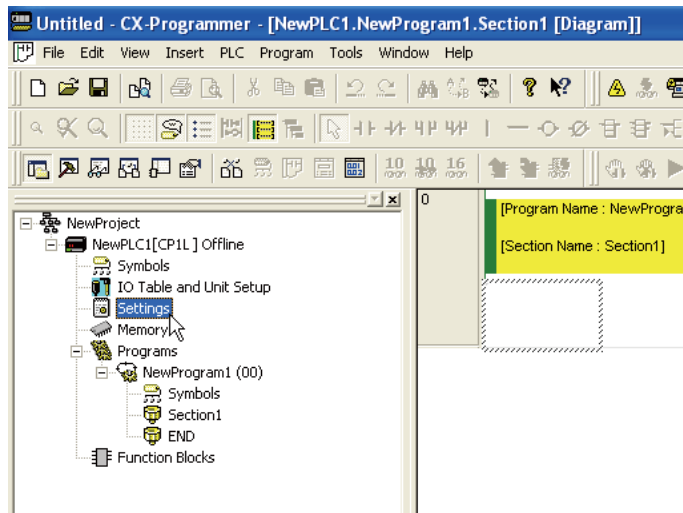 Untitled - CX-Programmer - [NewPLC1.NewProgram1.Section1 [Diagram]]
File Edit View Insert PLC Program Tools Window Help
10 10 16
0
[Program Name : NewProgra
[Section Name : Section1]
NewProject
NewPLC1[CP1L ] Offline
Symbols
IO Table and Unit Setup
Settings
Memory
Programs
NewProgram1 (00)
Symbols
Section1
END
Function Blocks